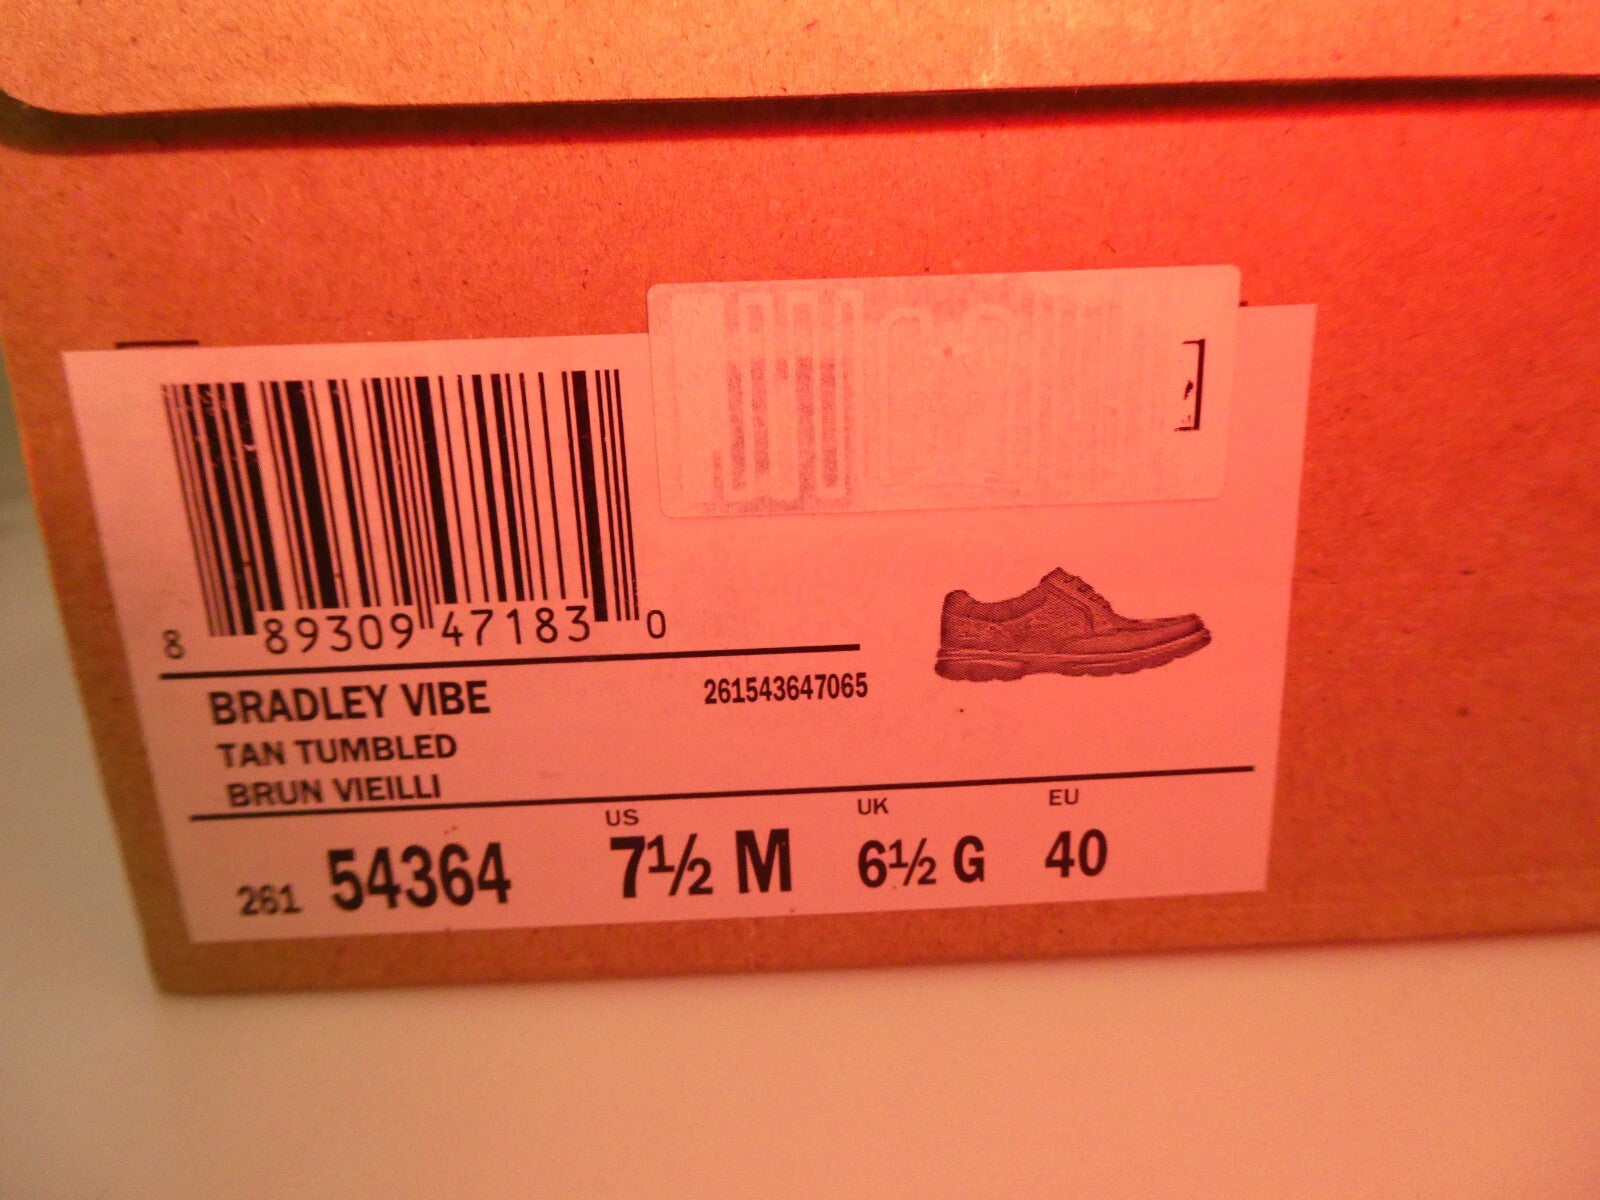 8 89309 47183 0
BRADLEY VIBE 261543647065
TAN TUMBLED
BRUN VIEILLI
US UK EU
261 54364 7½ M 6½ G 40